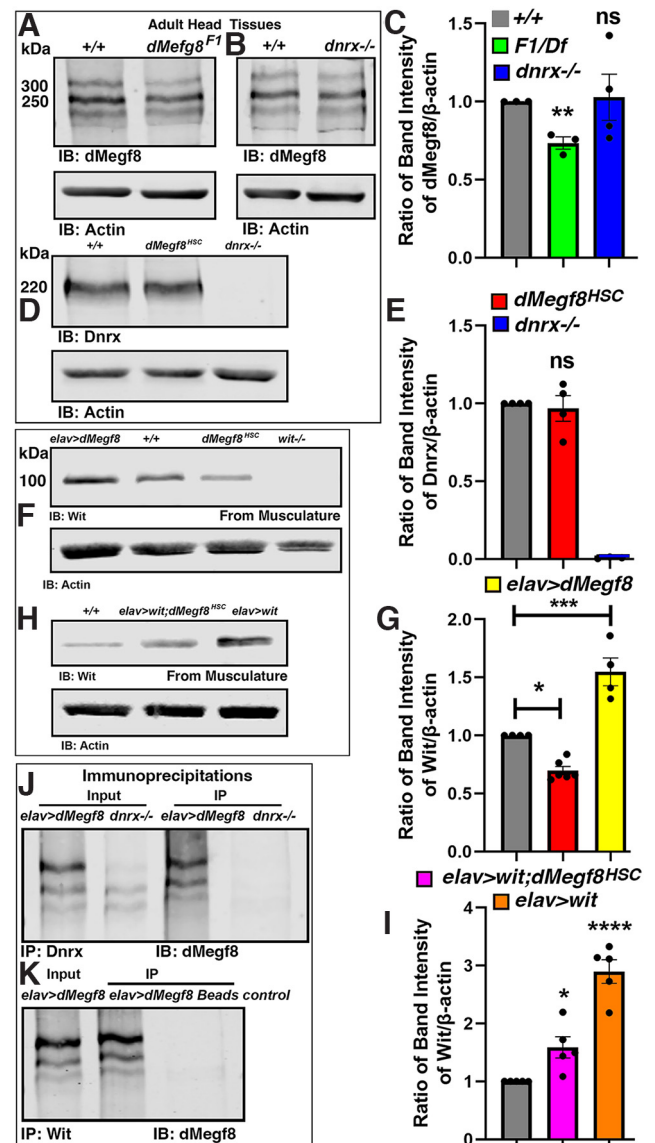 A
Adult Head Tissues
kDa
+/+
dMefg8F1
B
+/+
dnrx-/-
300
250
IB: dMegf8
IB: dMegf8
IB: Actin
IB: Actin
C
+/+
F1/Df
dnrx-/-
ns
**
Ratio of Band Intensity
of dMegf8/β-actin
1.5
1.0
0.5
0.0
kDa
+/+
dMegf8HSC
dnrx-/-
220
D
IB: Dnrx
IB: Actin
E
dMegf8HSC
dnrx-/-
ns
Ratio of Band Intensity
of Dnrx/β-actin
1.5
1.0
0.5
0.0
elav>dMegf8
+/+
dMegf8HSC
wit-/-
kDa
100
F
IB: Wit
From Musculature
IB: Actin
G
elav>dMegf8
***
*
Ratio of Band Intensity
of Wit/β-actin
2.0
1.5
1.0
0.5
0.0
H
+/+
elav>wit;dMegf8HSC
elav>wit
IB: Wit
From Musculature
IB: Actin
I
elav>wit;dMegf8HSC
elav>wit
****
*
Ratio of Band Intensity
of Wit/β-actin
4
3
2
1
0
J
Immunoprecipitations
Input
IP
elav>dMegf8 dnrx-/-
elav>dMegf8 dnrx-/-
IP: Dnrx
IB: dMegf8
K
Input
IP
elav>dMegf8 elav>dMegf8 Beads control
IP: Wit
IB: dMegf8